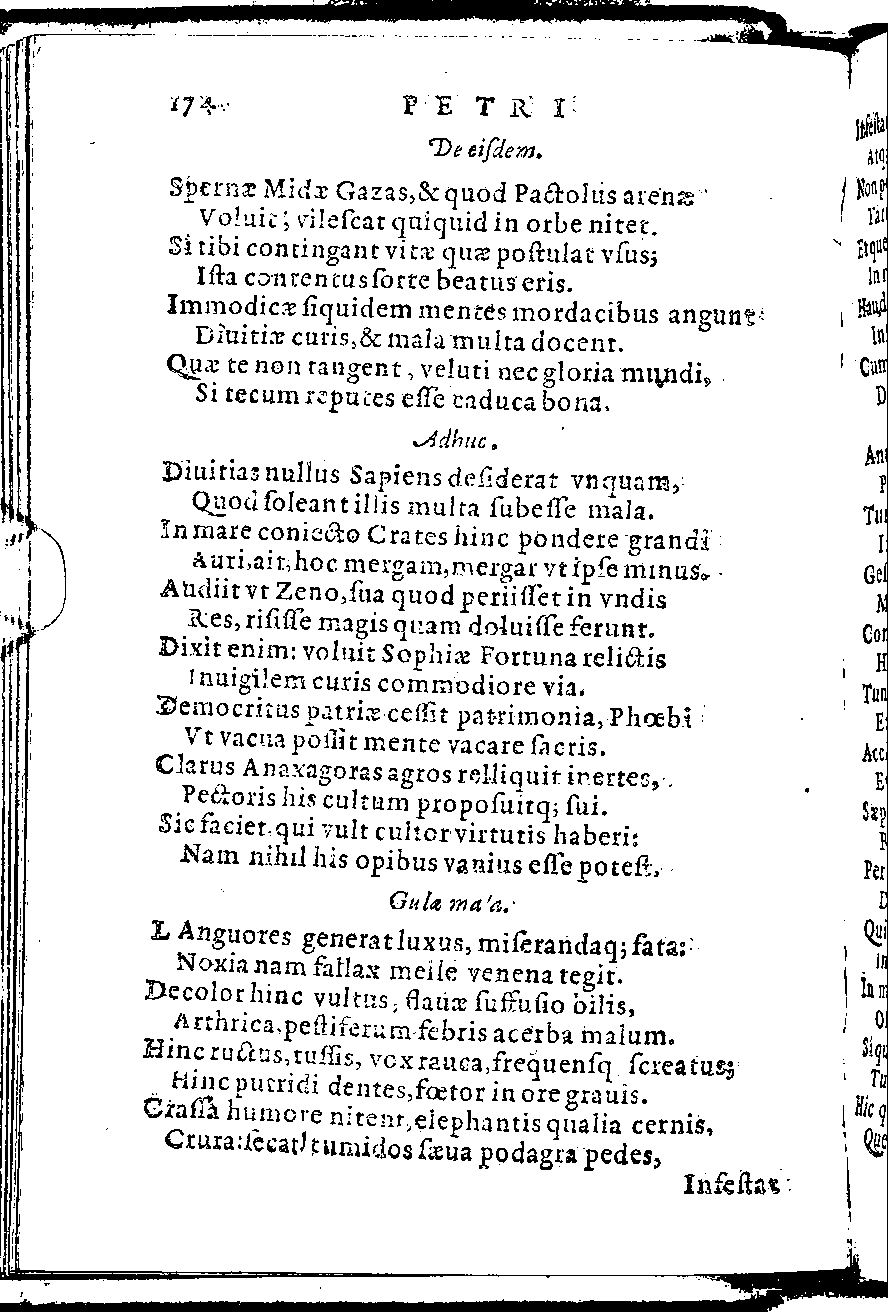 174 PETRI
De eiſdem.
Spernæ Midæ Gazas, & quod Pactolus arenæ
Voluit, vileſcat quiquid in orbe nitet.
Si tibi contingant vitæ quæ poſtulat vſus;
Iſta contentus ſorte beatus eris.
Immodicæ ſiquidem mentes mordacibus angunt
Diuitiæ curis, & mala multa docent.
Quæ te non tangent, veluti nec gloria mundi,
Si tecum reputes eſſe caduca bona.
Adhuc.
Diuitias nullus Sapiens deſiderat vnquam,
Quod ſoleant illis multa ſubeſſe mala.
In mare coniecto Crates hinc pondere grandi
Auri, ait, hoc mergam, mergar vt ipſe minus.
Audiit vt Zeno, ſua quod periiſſet in vndis
Res, riſiſſe magis quam doluiſſe ferunt.
Dixit enim: voluit Sophiæ Fortuna relictis
Inuigilem curis commodiore via.
Democritus patriæ ceſſit patrimonia, Phœbi
Vt vacua poſſit mente vacare ſacris.
Clarus Anaxagoras agros relliquit inertes,
Pectoris his cultum propoſuitq; ſui.
Sic faciet qui vult cultor virtutis haberi:
Nam nihil his opibus vanius eſſe poteſt.
Gulæ mala.
LAnguores generat luxus, miſerandaq; fata:
Noxia nam fallax melle venena tegit.
Decolor hinc vultus, flauæ ſuffuſio bilis,
Arthrica, peſtiferum febris acerba malum.
Hinc ructus, tuſſis, vox rauca, frequenſq ſcreatus;
Hinc putridi dentes, fœtor in ore grauis.
Craſſa humore nitent, elephantis qualia cernis,
Crura: ſecat tumidos ſæua podagra pedes,
Infeſtat